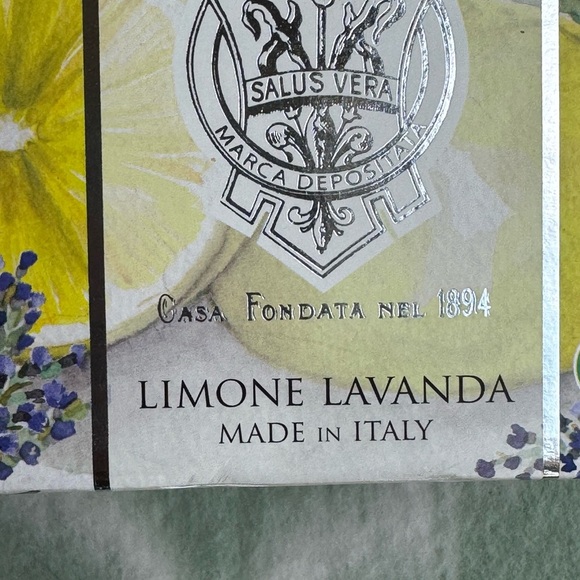 SALUS VERA
MARCA DEPOSITATA
CASA FONDATA NEL 1894
LIMONE LAVANDA
MADE IN ITALY